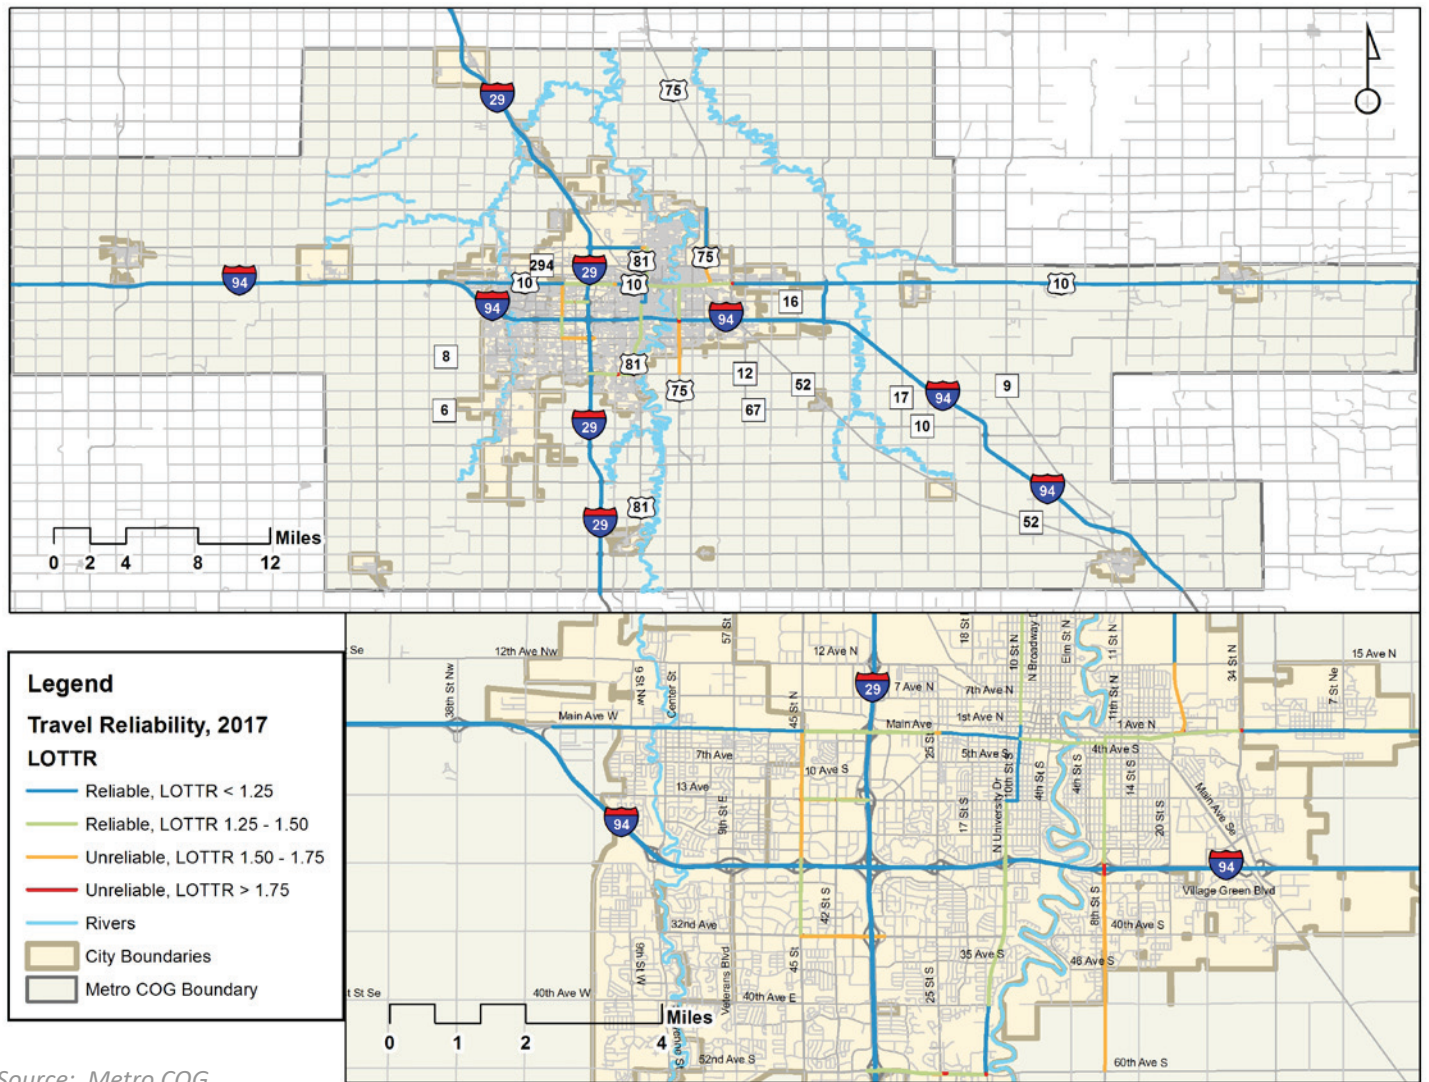 75
29
294
29
81
75
10
10
94
94
10
16
94
8
81
12
52
75
9
17
94
6
67
10
29
94
81
29
52
Miles
0 2 4 8 12
Legend
Travel Reliability, 2017
LOTTR
Reliable, LOTTR < 1.25
Reliable, LOTTR 1.25 - 1.50
Unreliable, LOTTR 1.50 - 1.75
Unreliable, LOTTR > 1.75
Rivers
City Boundaries
Metro COG Boundary
Se
12th Ave Nw
57 St
12 Ave N
10 St N
N Broadway D
Elm St N
11 St N
34 St N
15 Ave N
38th St Nw
9 St Nw
Center St
45 St N
29
7 Ave N
7th Ave N
7 St Ne
Main Ave W
Main Ave
1st Ave N
11th St N
1 Ave N
7th Ave
25 St
5th Ave S
4th Ave S
10 Ave S
13 Ave
9th St E
17 St S
N University Dr
10th St S
4th St S
4th St S
14 St S
20 St S
Main Ave Se
94
94
Village Green Blvd
32nd Ave
42 St S
8th St S
40th Ave S
9th St W
Veterans Blvd
45 St
35 Ave S
46 Ave S
25 St S
t St Se
40th Ave W
40th Ave E
Miles
0 1 2 4
52nd Ave S
60th Ave S
Source: Metro COG